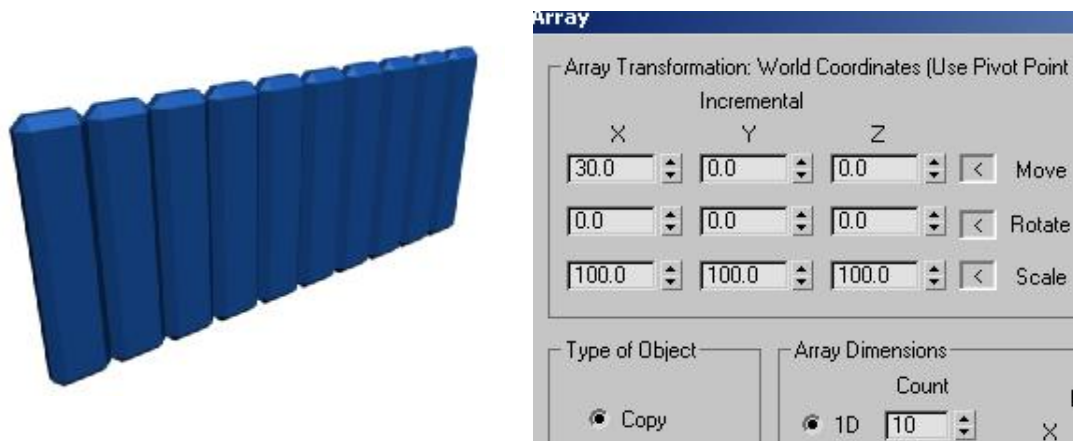 Array
Array Transformation: World Coordinates (Use Pivot Point
Incremental
X Y Z
30.0 0.0 0.0 < Move
0.0 0.0 0.0 < Rotate
100.0 100.0 100.0 < Scale
Type of Object Array Dimensions
Count
Copy 1D 10 X